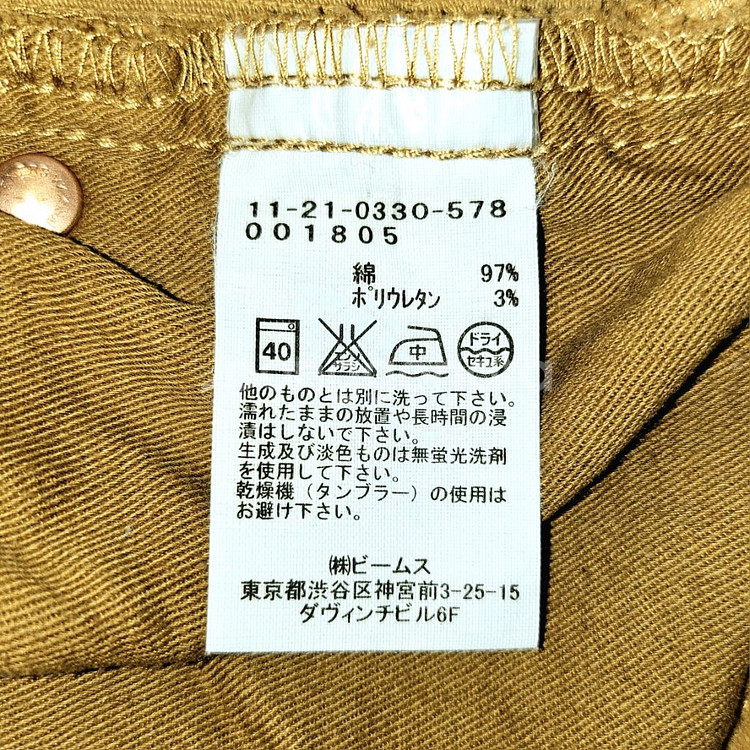 11-21-0330-578
001805
綿 97%
ポリウレタン 3%
40 エンソ サラシ 中 ドライ セキユ系
他のものとは別に洗って下さい。
濡れたままの放置や長時間の浸
漬はしないで下さい。
生成及び淡色ものは無蛍光洗剤
を使用して下さい。
乾燥機（タンブラー）の使用は
お避け下さい。
㈱ビームス
東京都渋谷区神宮前3-25-15
ダヴィンチビル6F